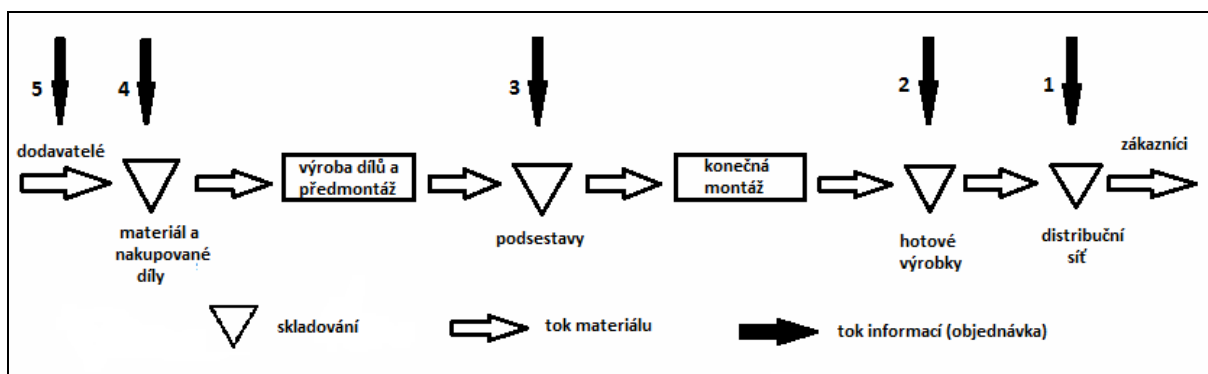 5
4
3
2
1
dodavatelé
zákazníci
výroba dílů a
předmontáž
konečná
montáž
materiál a
nakupované
díly
podsestavy
hotové
výrobky
distribuční
síť
skladování
tok materiálu
tok informací (objednávka)